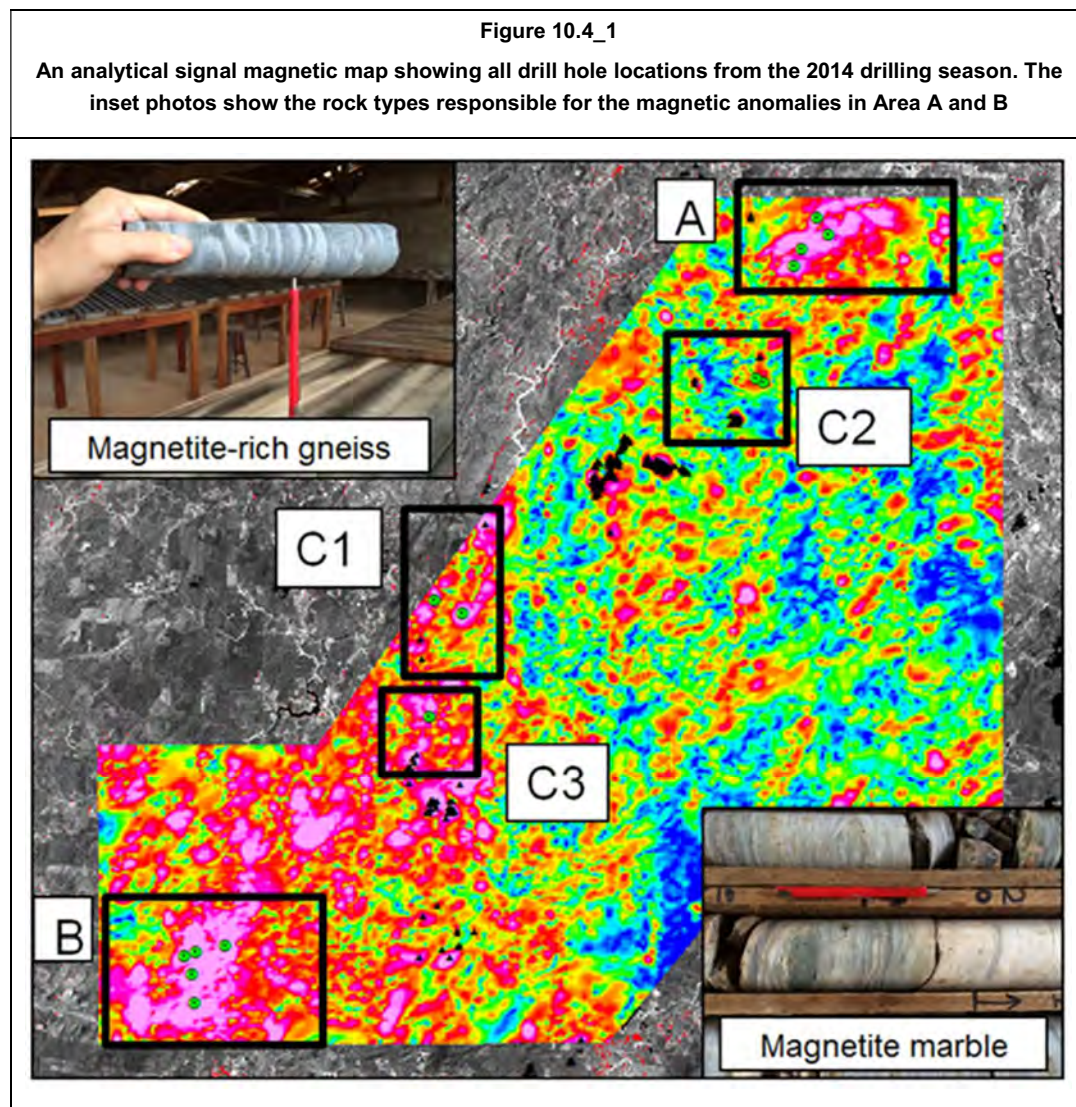 Figure 10.4_1
An analytical signal magnetic map showing all drill hole locations from the 2014 drilling season. The
inset photos show the rock types responsible for the magnetic anomalies in Area A and B
A
Magnetite-rich gneiss
C2
C1
C3
B
Magnetite marble